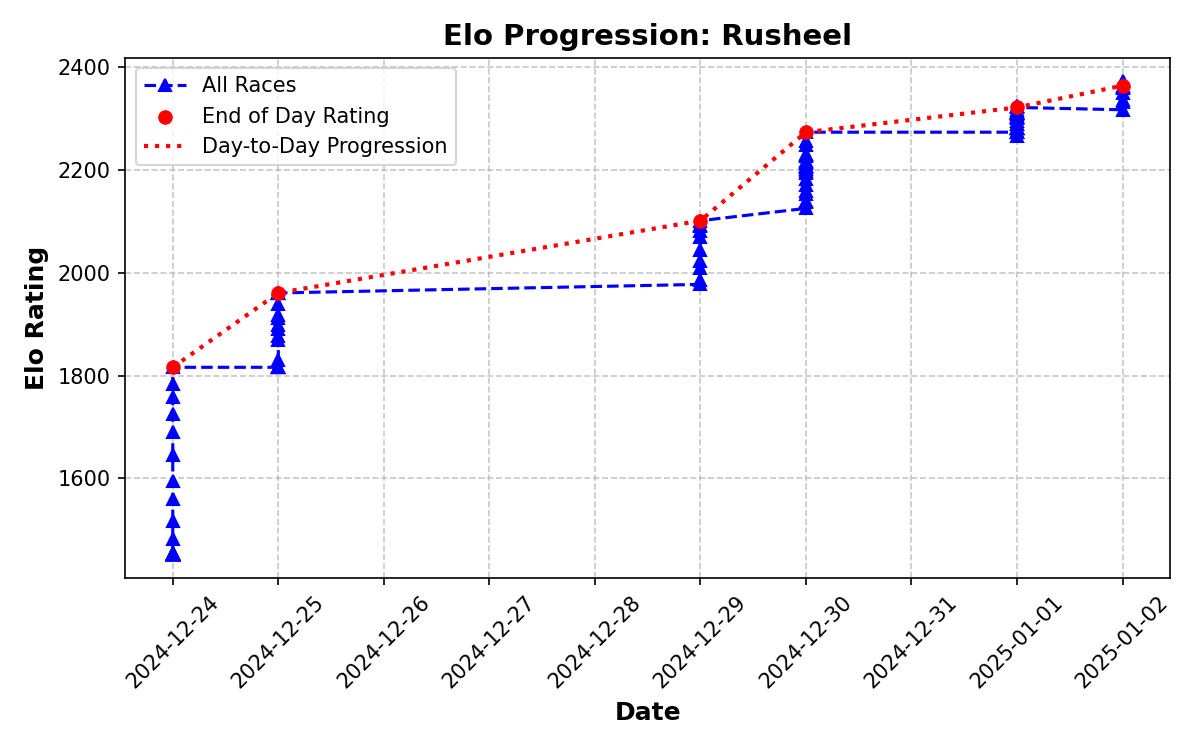 Elo Progression: Rusheel
All Races
End of Day Rating
Day-to-Day Progression
Elo Rating
2400
2200
2000
1800
1600
2024-12-24
2024-12-25
2024-12-26
2024-12-27
2024-12-28
2024-12-29
2024-12-30
2024-12-31
2025-01-01
2025-01-02
Date